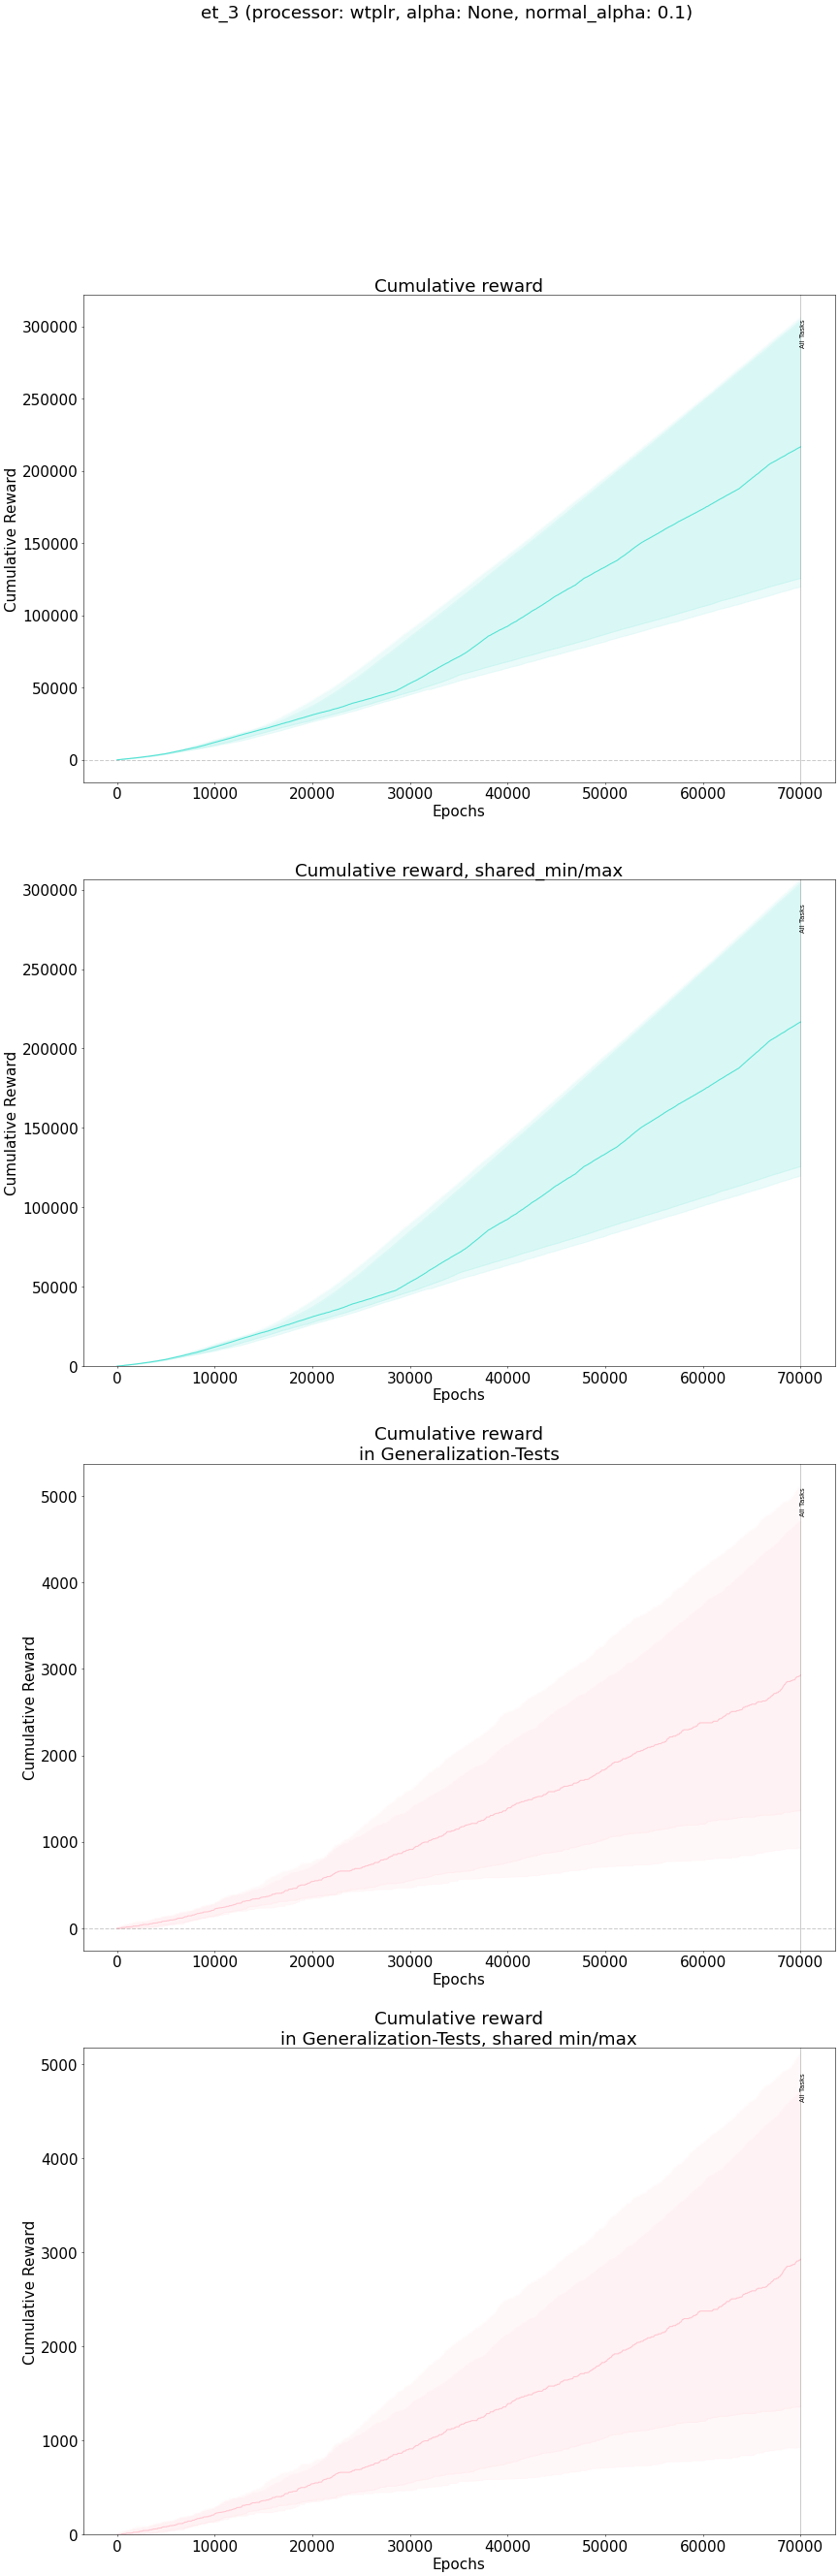 et_3 (processor: wtplr, alpha: None, normal_alpha: 0.1)
Cumulative reward
300000
250000
200000
150000
100000
50000
0
Cumulative Reward
All Tasks
0 10000 20000 30000 40000 50000 60000 70000
Epochs
Cumulative reward, shared_min/max
300000
250000
200000
150000
100000
50000
0
Cumulative Reward
All Tasks
0 10000 20000 30000 40000 50000 60000 70000
Epochs
Cumulative reward
in Generalization-Tests
5000
4000
3000
2000
1000
0
Cumulative Reward
All Tasks
0 10000 20000 30000 40000 50000 60000 70000
Epochs
Cumulative reward
in Generalization-Tests, shared min/max
5000
4000
3000
2000
1000
0
Cumulative Reward
All Tasks
0 10000 20000 30000 40000 50000 60000 70000
Epochs